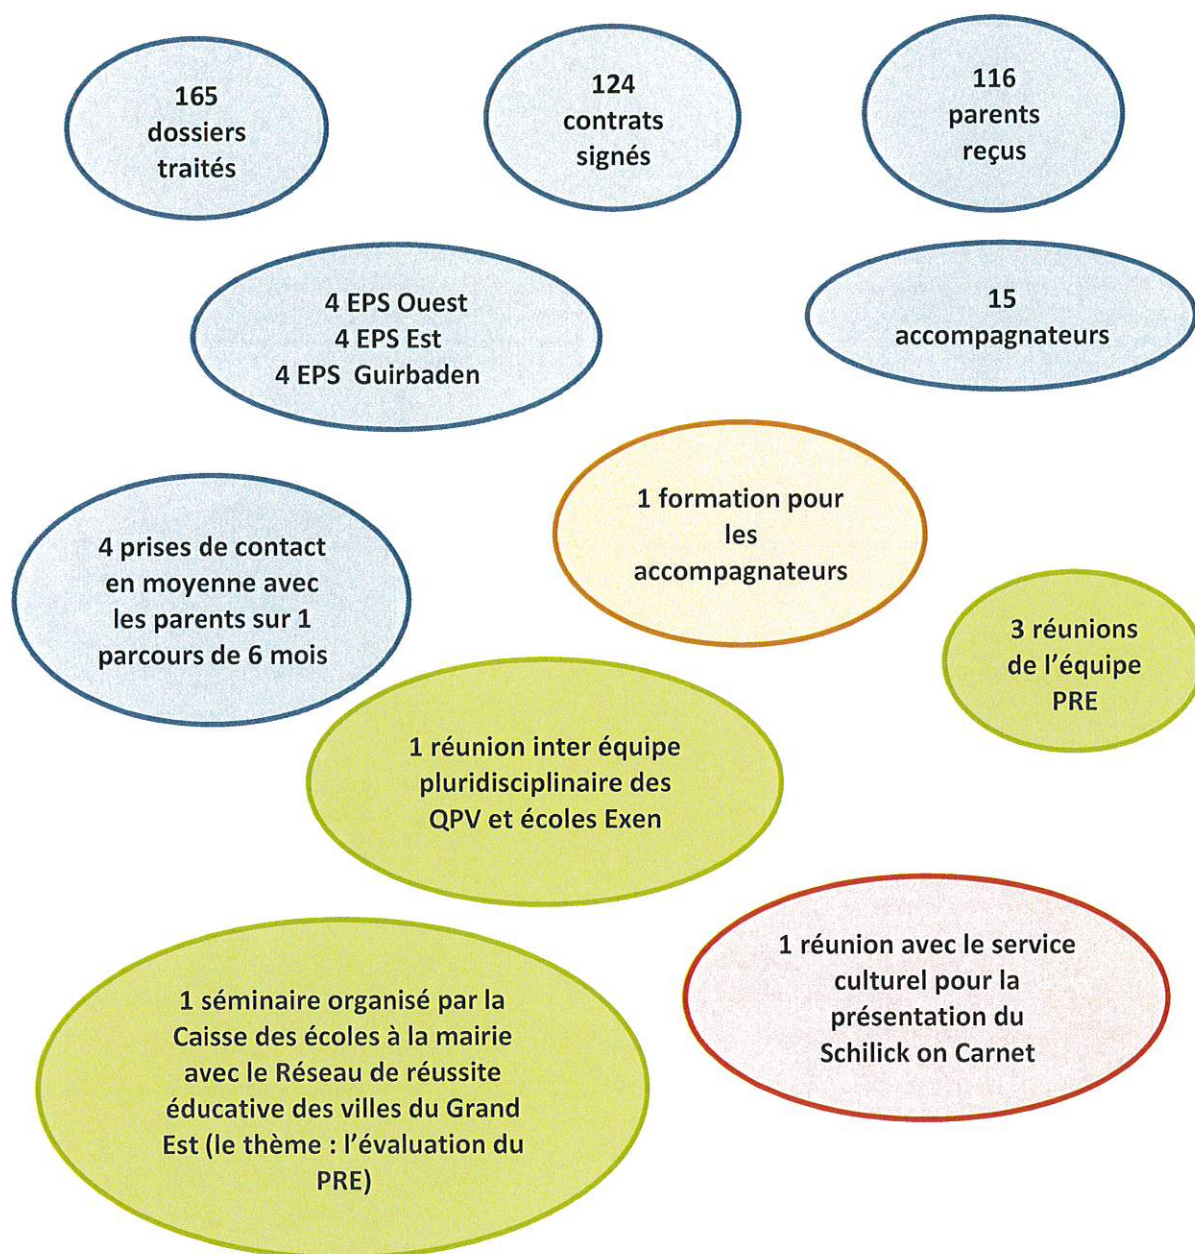 165
dossiers
traités
124
contrats
signés
116
parents
reçus
4 EPS Ouest
4 EPS Est
4 EPS Guirbaden
15
accompagnateurs
1 formation pour
les
accompagnateurs
4 prises de contact
en moyenne avec
les parents sur 1
parcours de 6 mois
3 réunions
de l'équipe
PRE
1 réunion inter équipe
pluridisciplinaire des
QPV et écoles Exen
1 réunion avec le service
culturel pour la
présentation du
Schilick on Carnet
1 séminaire organisé par la
Caisse des écoles à la mairie
avec le Réseau de réussite
éducative des villes du Grand
Est (le thème : l'évaluation du
PRE)